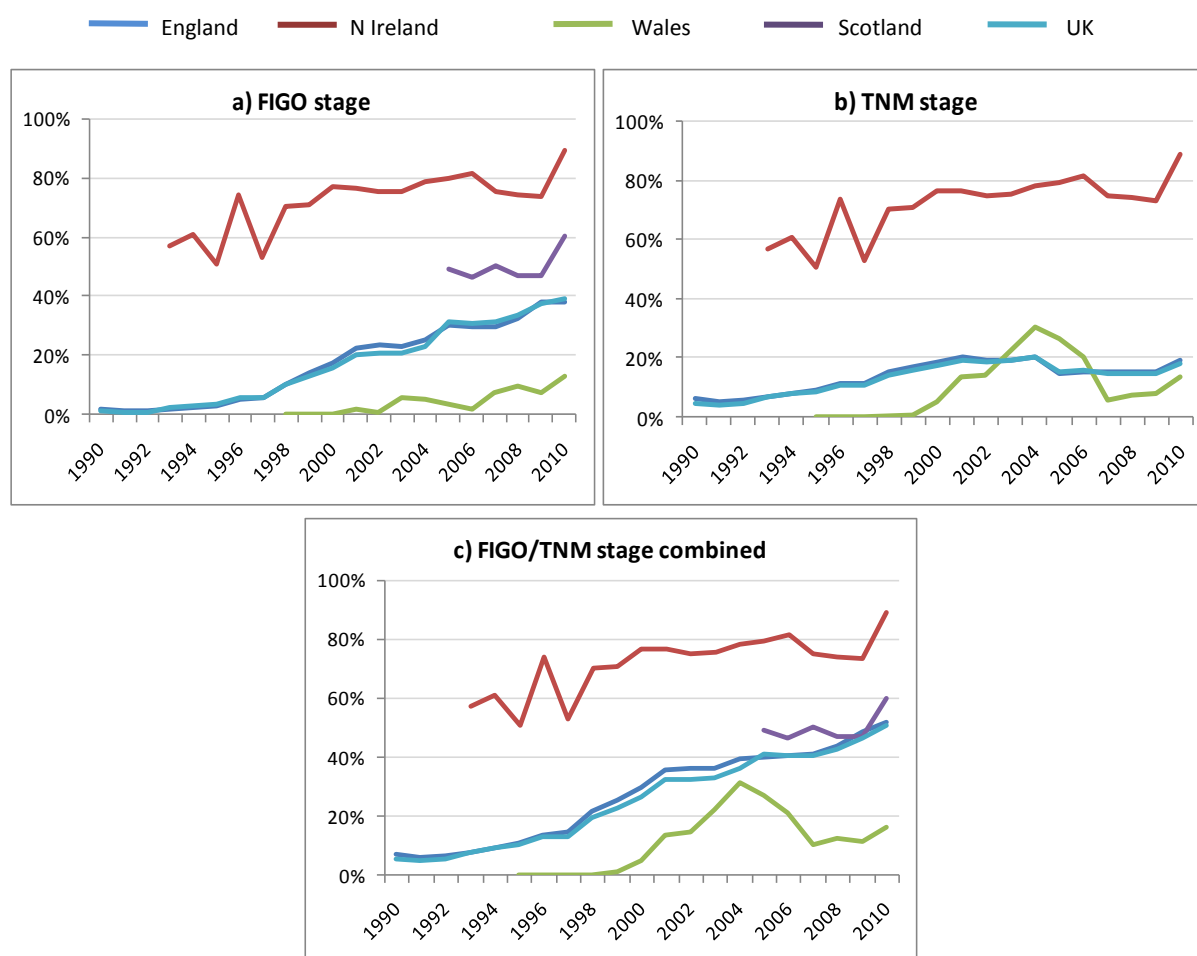 England N Ireland Wales Scotland UK
a) FIGO stage
100%
80%
60%
40%
20%
0%
1990 1992 1994 1996 1998 2000 2002 2004 2006 2008 2010
b) TNM stage
100%
80%
60%
40%
20%
0%
1990 1992 1994 1996 1998 2000 2002 2004 2006 2008 2010
c) FIGO/TNM stage combined
100%
80%
60%
40%
20%
0%
1990 1992 1994 1996 1998 2000 2002 2004 2006 2008 2010